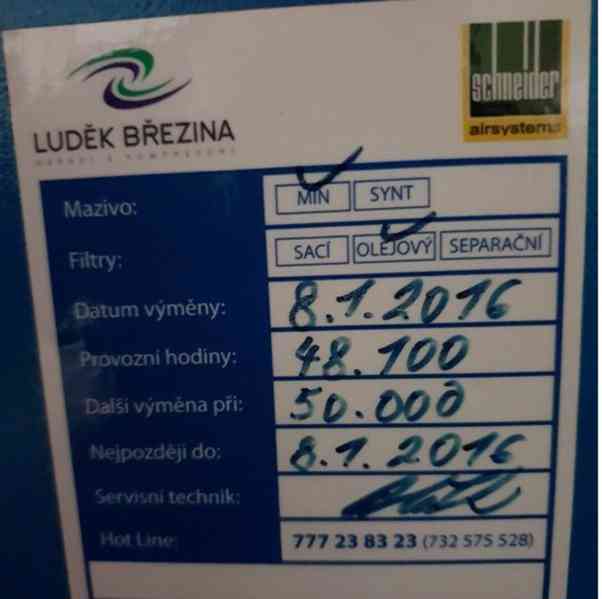 schneider
airsystems
LUDĚK BŘEZINA
Mazivo: MIN SYNT
Filtry: SACÍ OLEJOVÝ SEPARAČNÍ
Datum výměny: 8.1.2016
Provozní hodiny: 48.100
Další výměna při: 50.000
Nejpozději do: 8.1.2016
Servisní technik:
Hot Line: 777 23 83 23 (732 575 528)